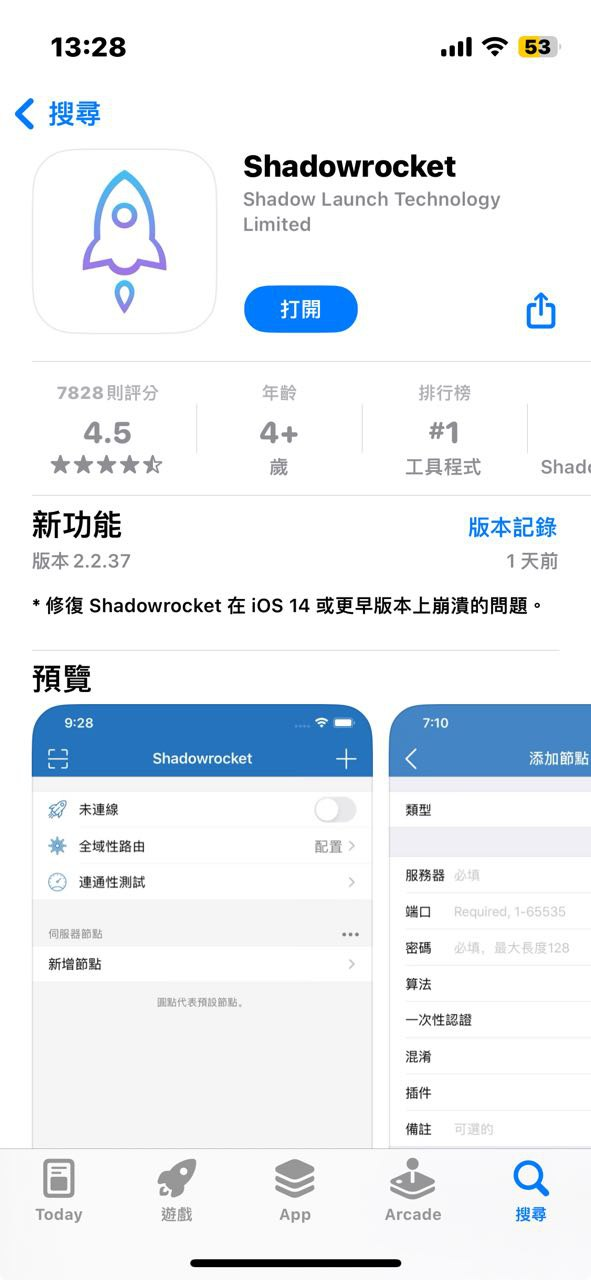 13:28
53
搜尋
Shadowrocket
Shadow Launch Technology
Limited
打開
7828則評分
年齡
排行榜
4.5
4+
#1
歲
工具程式
Shado
新功能
版本記錄
版本 2.2.37
1 天前
* 修復 Shadowrocket 在 iOS 14 或更早版本上崩潰的問題。
預覽
9:28
Shadowrocket
未連線
全域性路由
配置
連通性測試
伺服器節點
新增節點
圓點代表預設節點。
7:10
添加節點
類型
服務器 必填
端口 Required, 1-65535
密碼 必填，最大長度128
算法
一次性認證
混淆
插件
備註 可選的
Today
遊戲
App
Arcade
搜尋